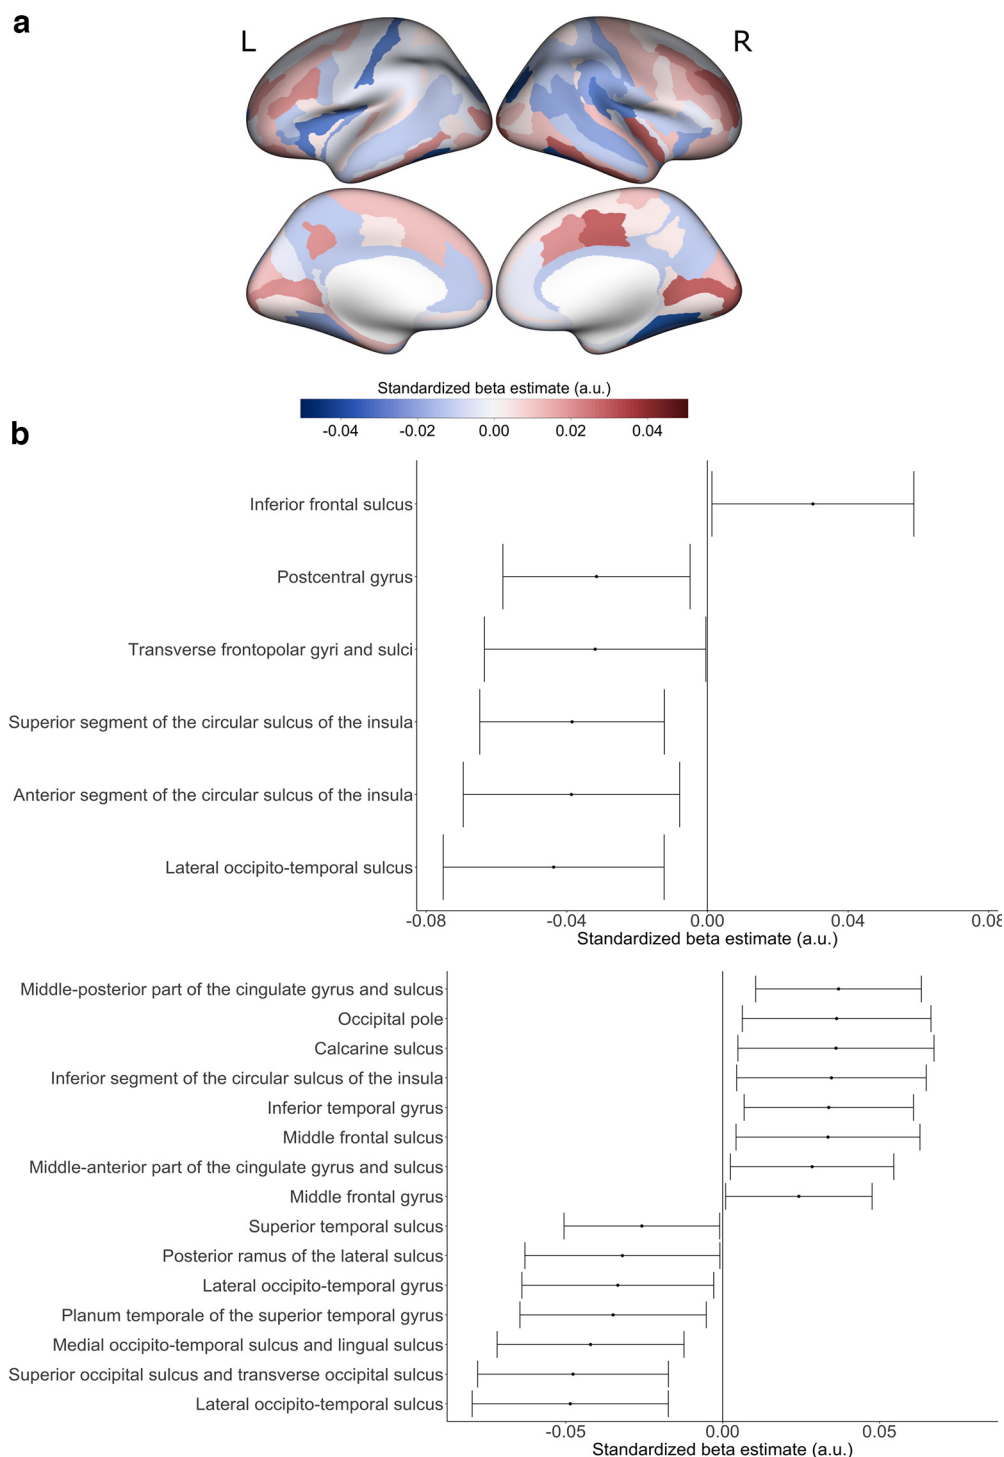 a
L
R
Standardized beta estimate (a.u.)
-0.04 -0.02 0.00 0.02 0.04
b
Inferior frontal sulcus
Postcentral gyrus
Transverse frontopolar gyri and sulci
Superior segment of the circular sulcus of the insula
Anterior segment of the circular sulcus of the insula
Lateral occipito-temporal sulcus
-0.08 -0.04 0.00 0.04 0.08
Standardized beta estimate (a.u.)
Middle-posterior part of the cingulate gyrus and sulcus
Occipital pole
Calcarine sulcus
Inferior segment of the circular sulcus of the insula
Inferior temporal gyrus
Middle frontal sulcus
Middle-anterior part of the cingulate gyrus and sulcus
Middle frontal gyrus
Superior temporal sulcus
Posterior ramus of the lateral sulcus
Lateral occipito-temporal gyrus
Planum temporale of the superior temporal gyrus
Medial occipito-temporal sulcus and lingual sulcus
Superior occipital sulcus and transverse occipital sulcus
Lateral occipito-temporal sulcus
-0.05 0.00 0.05
Standardized beta estimate (a.u.)